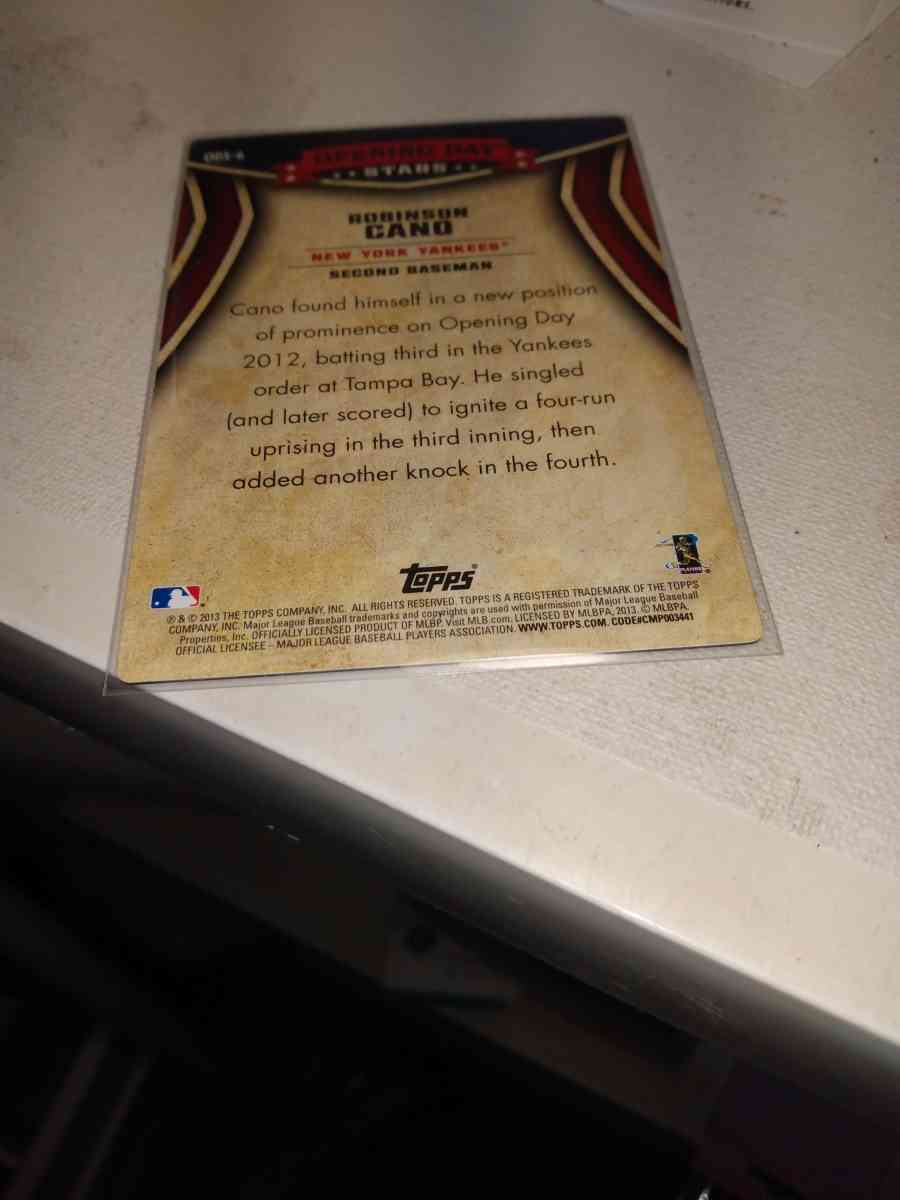 ODS-4
OPENING DAY
STARS
ROBINSON
CANO
NEW YORK YANKEES®
SECOND BASEMAN
Cano found himself in a new position
of prominence on Opening Day
2012, batting third in the Yankees
order at Tampa Bay. He singled
(and later scored) to ignite a four-run
uprising in the third inning, then
added another knock in the fourth.
TOPPS®
® & © 2013 THE TOPPS COMPANY, INC. ALL RIGHTS RESERVED. TOPPS IS A REGISTERED TRADEMARK OF THE TOPPS
COMPANY, INC. Major League Baseball trademarks and copyrights are used with permission of Major League Baseball
Properties, Inc. OFFICIALLY LICENSED PRODUCT OF MLBP. Visit MLB.com. LICENSED BY MLBPA, 2013. © MLBPA.
OFFICIAL LICENSEE – MAJOR LEAGUE BASEBALL PLAYERS ASSOCIATION. WWW.TOPPS.COM. CODE#CMP003441